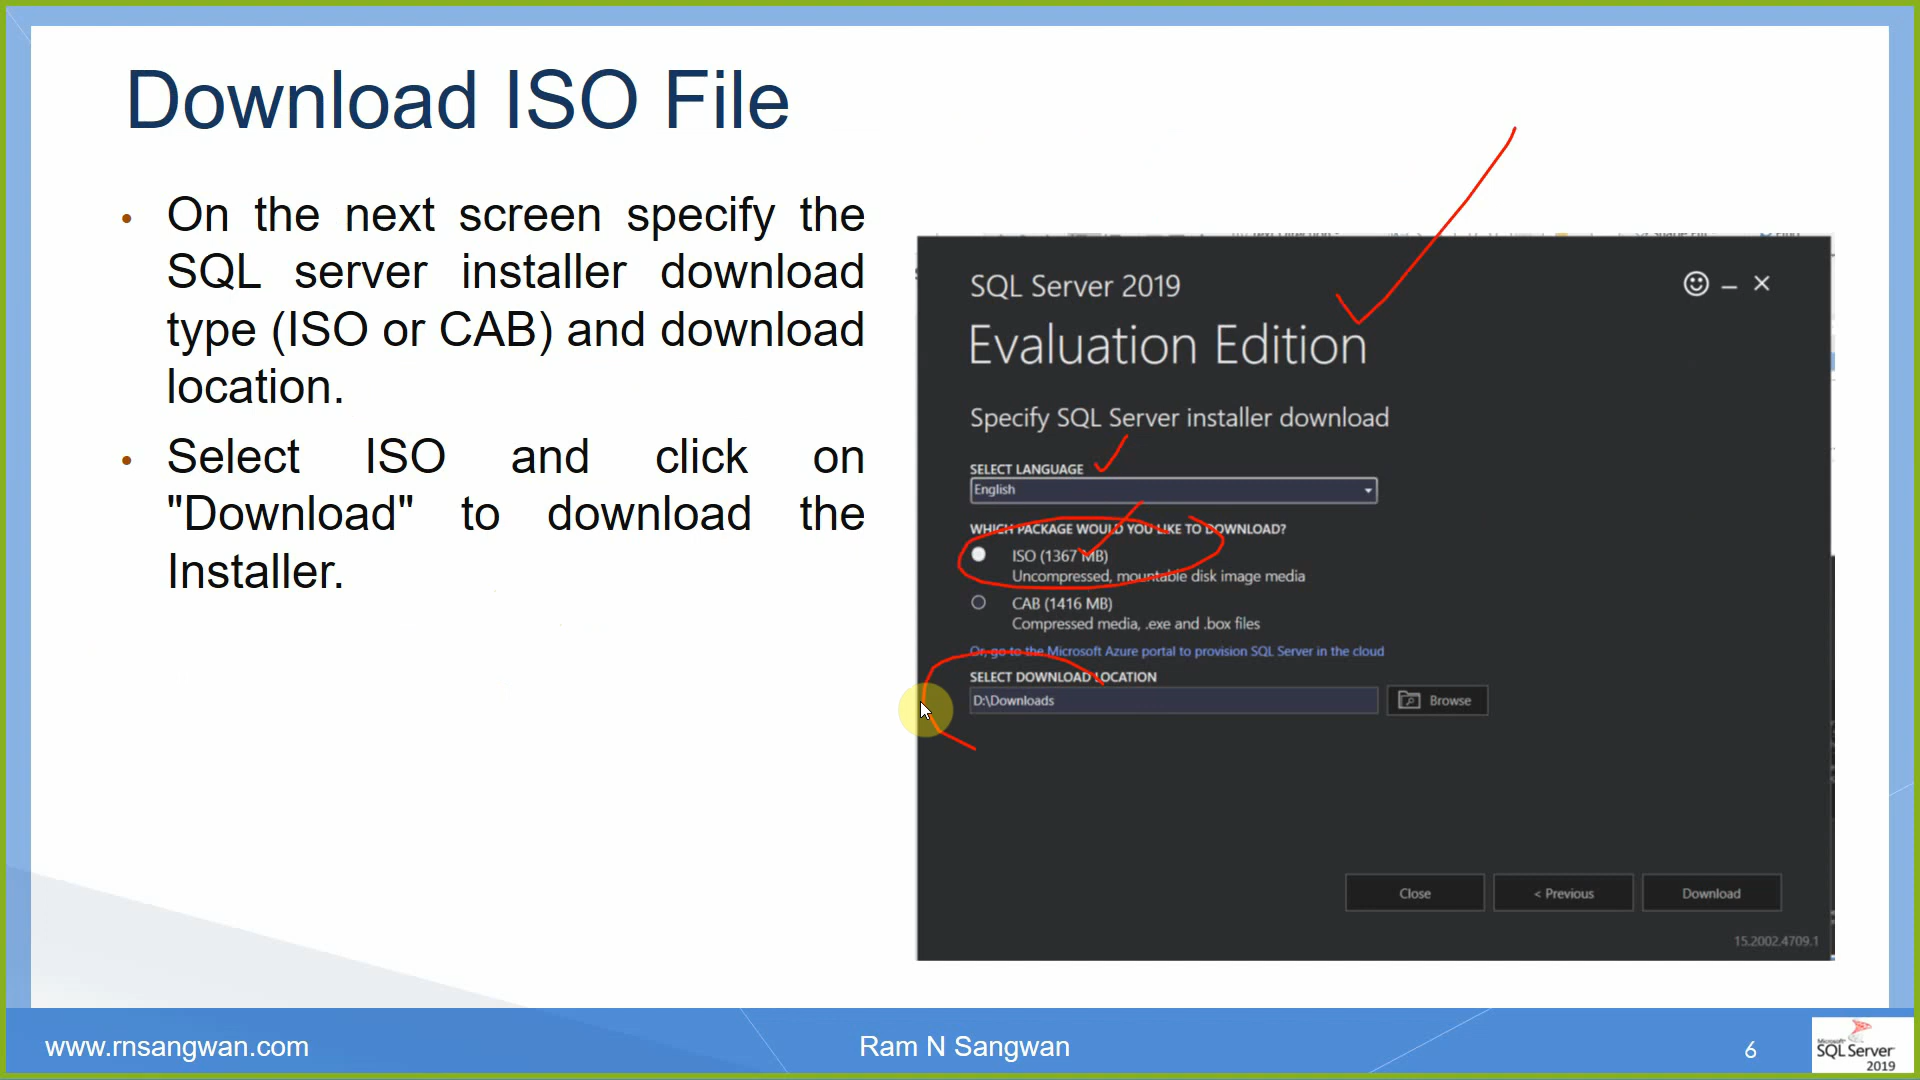 Download ISO File
• On the next screen specify the
SQL server installer download
type (ISO or CAB) and download
location.
• Select ISO and click on
"Download" to download the
Installer.
SQL Server 2019
Evaluation Edition
Specify SQL Server installer download
SELECT LANGUAGE
English
WHICH PACKAGE WOULD YOU LIKE TO DOWNLOAD?
ISO (1367 MB)
Uncompressed, mountable disk image media
CAB (1416 MB)
Compressed media, .exe and .box files
Or, go to the Microsoft Azure portal to provision SQL Server in the cloud
SELECT DOWNLOAD LOCATION
D:\Downloads
Browse
Close
< Previous
Download
15.2002.4709.1
www.rnsangwan.com
Ram N Sangwan
6
Microsoft
SQL Server
2019